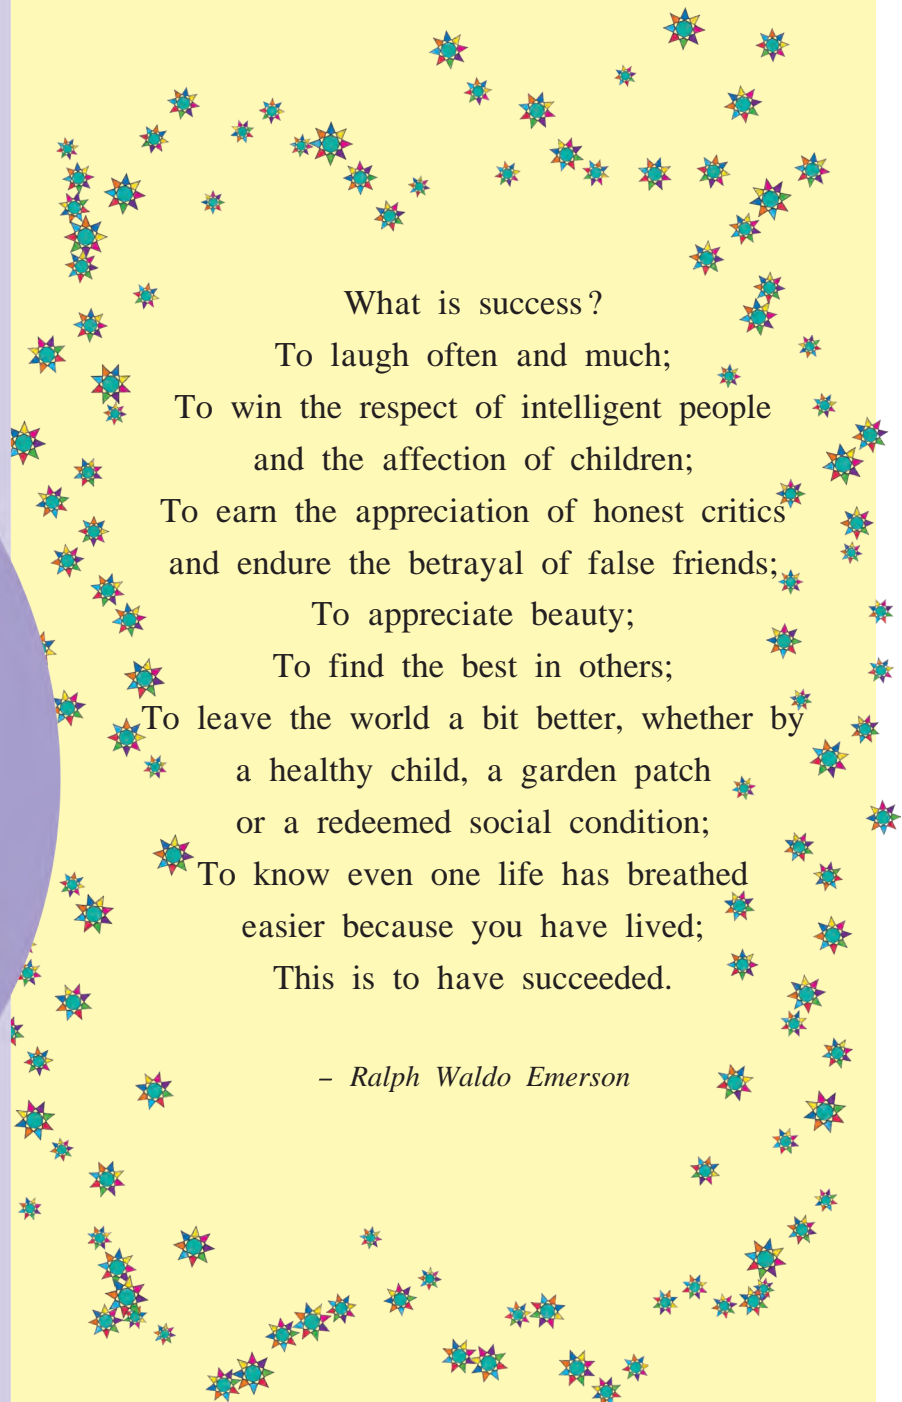 What is success?
To laugh often and much;
To win the respect of intelligent people
and the affection of children;
To earn the appreciation of honest critics
and endure the betrayal of false friends;
To appreciate beauty;
To find the best in others;
To leave the world a bit better, whether by
a healthy child, a garden patch
or a redeemed social condition;
To know even one life has breathed
easier because you have lived;
This is to have succeeded.
– Ralph Waldo Emerson